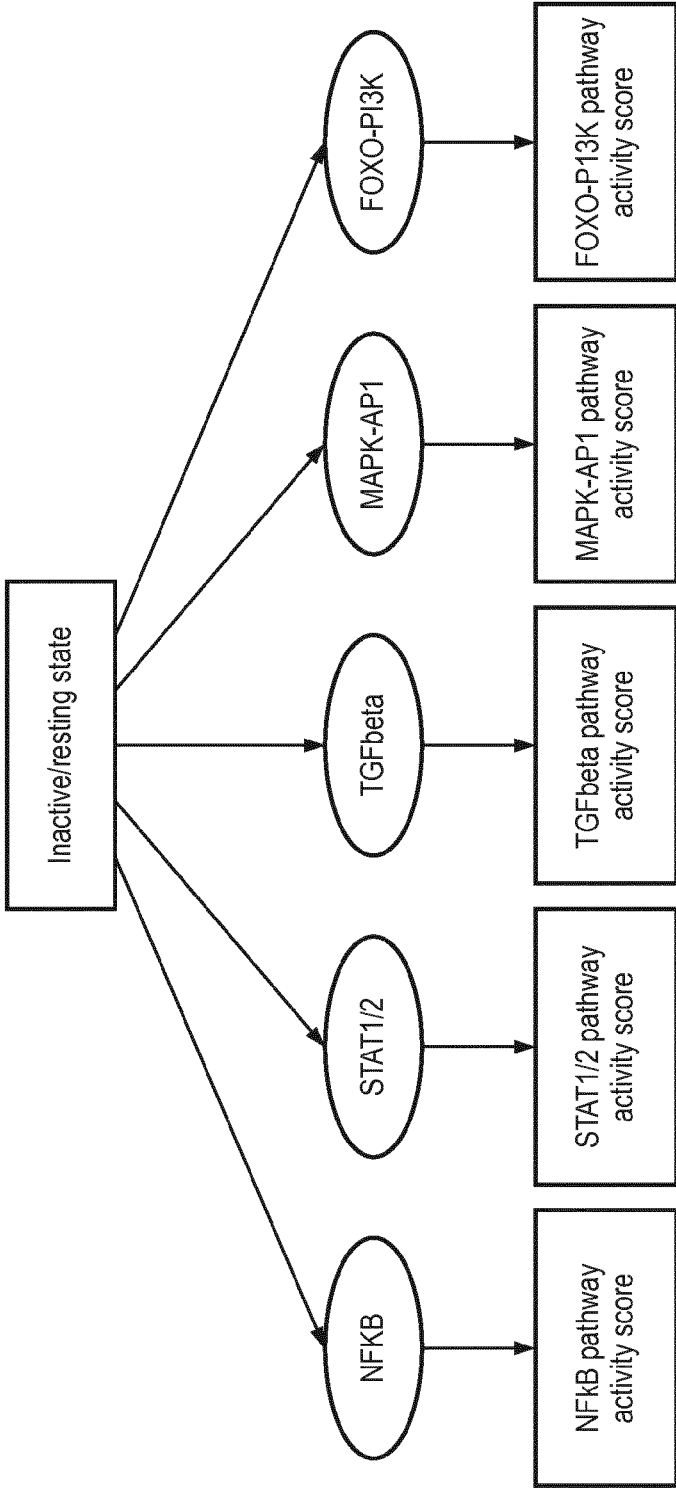 Inactive/resting state
NFKB
STAT1/2
TGFbeta
MAPK-AP1
FOXO-PI3K
NFkB pathway
activity score
STAT1/2 pathway
activity score
TGFbeta pathway
activity score
MAPK-AP1 pathway
activity score
FOXO-P13K pathway
activity score